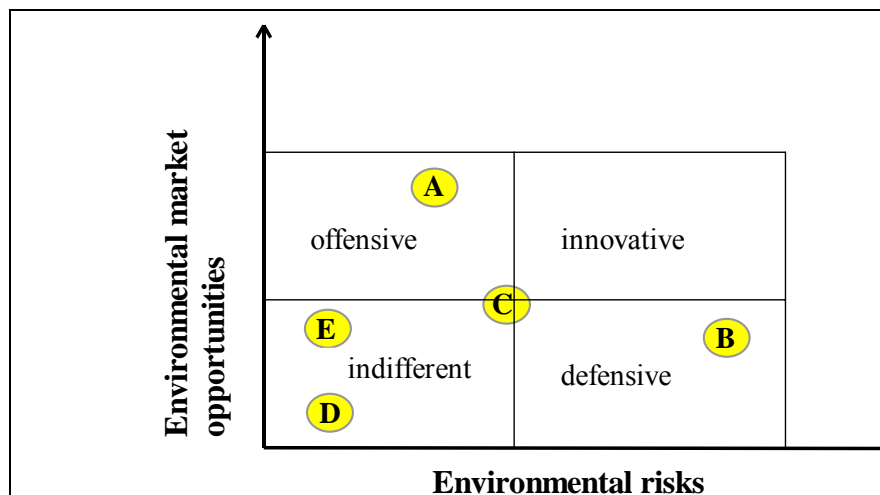 Environmental market
opportunities
A
offensive
innovative
C
E
B
indifferent
defensive
D
Environmental risks